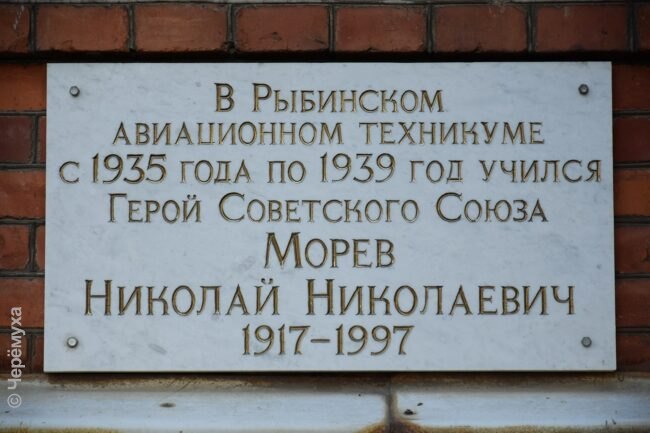 В Рыбинском
авиационном техникуме
с 1935 года по 1939 год учился
Герой Советского Союза
Морев
Николай Николаевич
1917–1997
© Черёмуха